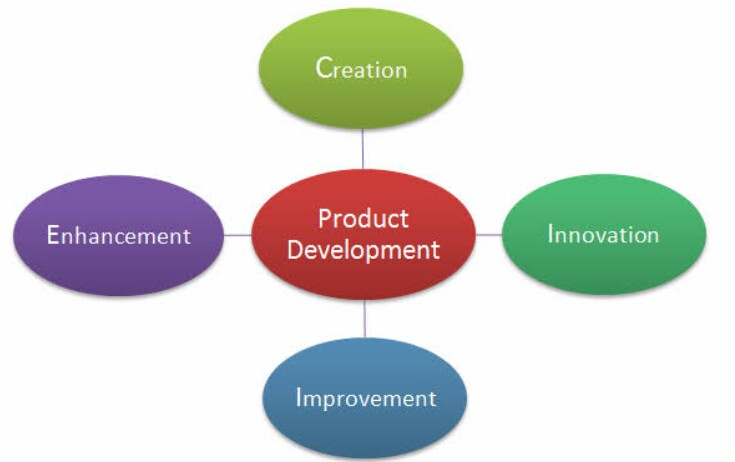 Creation
Enhancement
Product
Development
Innovation
Improvement